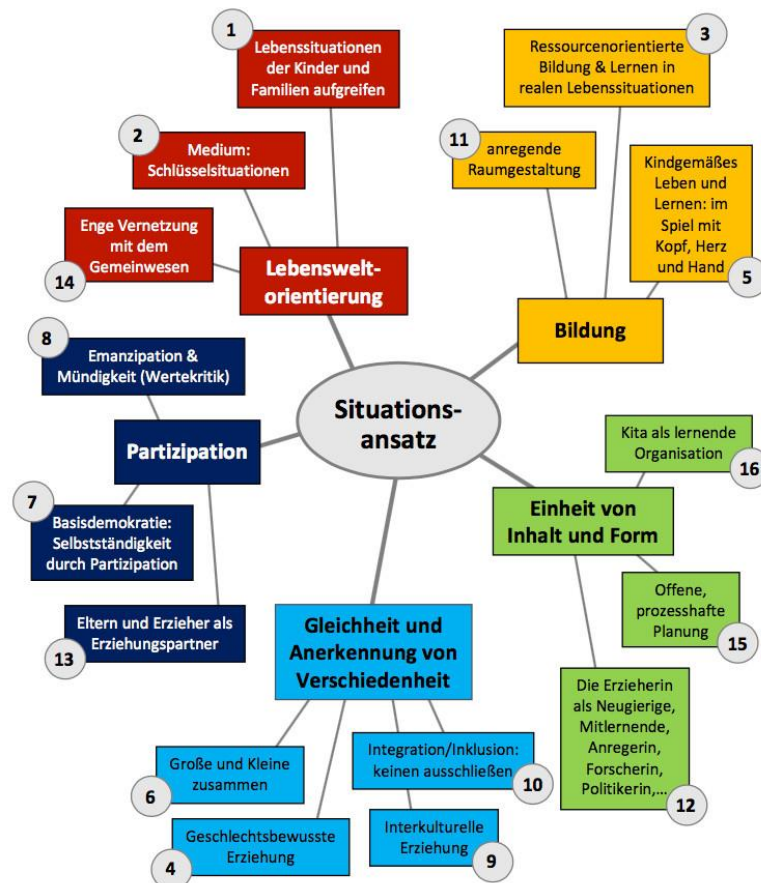 1
Lebenssituationen
der Kinder und
Familien aufgreifen
2
Medium:
Schlüsselsituationen
Enge Vernetzung
mit dem
Gemeinwesen
14
Lebenswelt-
orientierung
3
Ressourcenorientierte
Bildung & Lernen in
realen Lebenssituationen
11
anregende
Raumgestaltung
Kindgemäßes
Leben und
Lernen: im
Spiel mit
Kopf, Herz
und Hand
5
Bildung
Situations-
ansatz
8
Emanzipation &
Mündigkeit (Wertekritik)
Partizipation
7
Basisdemokratie:
Selbstständigkeit
durch Partizipation
Eltern und Erzieher als
Erziehungspartner
13
Kita als lernende
Organisation
16
Einheit von
Inhalt und Form
Offene,
prozesshafte
Planung
15
Die Erzieherin
als Neugierige,
Mitlernende,
Anregerin,
Forscherin,
Politikerin,...
12
Gleichheit und
Anerkennung von
Verschiedenheit
Große und Kleine
zusammen
6
Geschlechtsbewusste
Erziehung
4
Integration/Inklusion:
keinen ausschließen
10
Interkulturelle
Erziehung
9